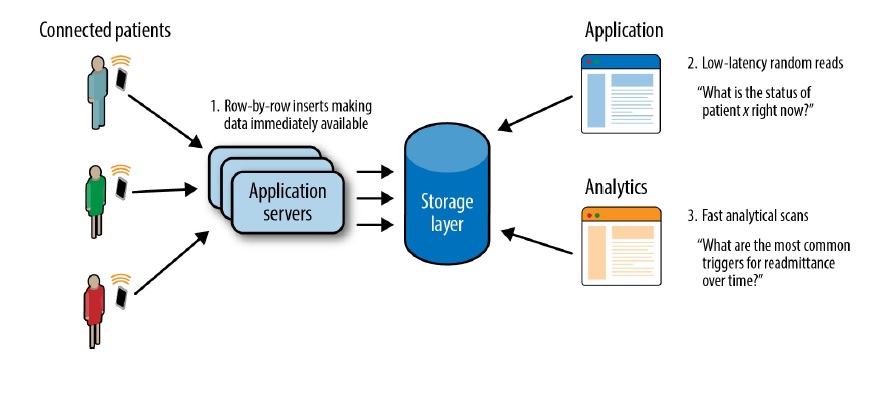 Connected patients
1. Row-by-row inserts making
data immediately available
Application
servers
Storage
layer
Application
2. Low-latency random reads
“What is the status of
patient x right now?”
Analytics
3. Fast analytical scans
“What are the most common
triggers for readmittance
over time?”